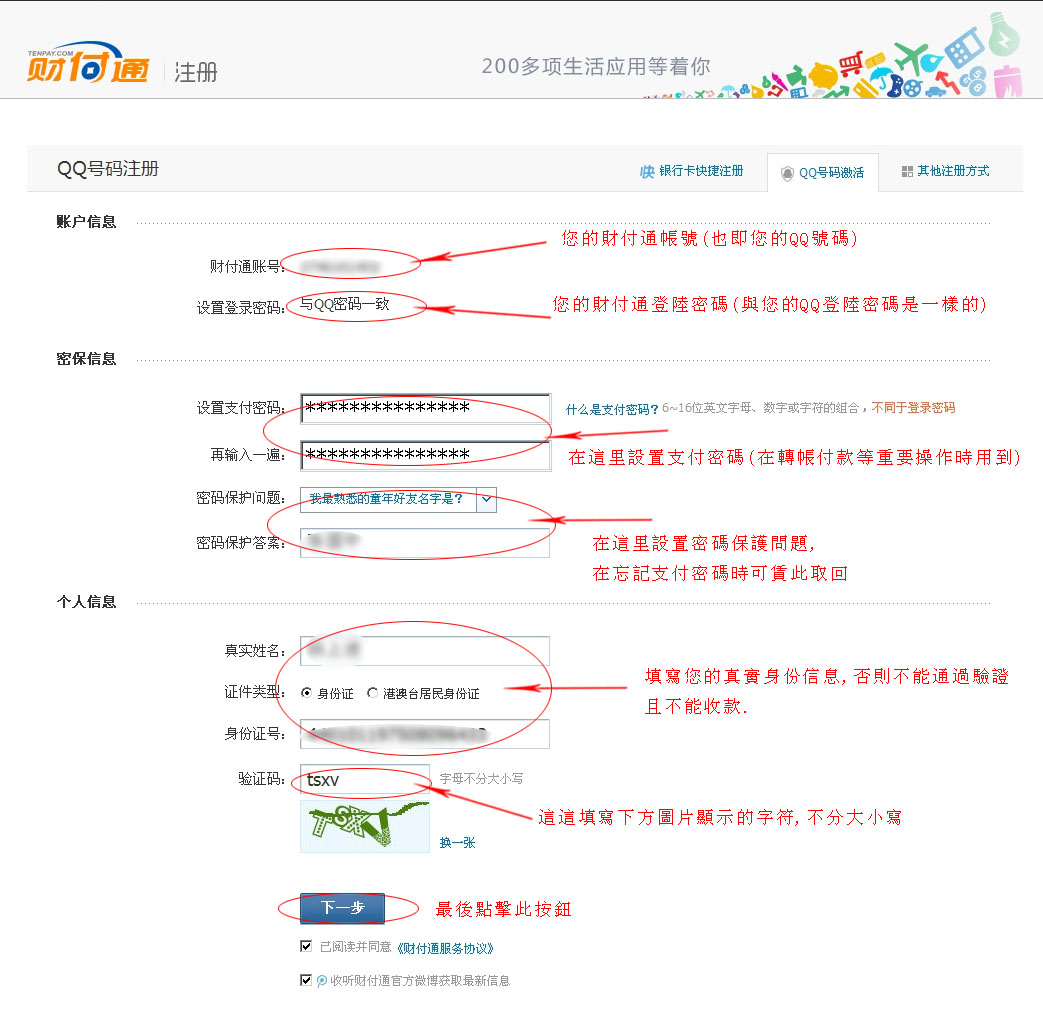 TENPAY.COM
财付通 注册
200多项生活应用等着你
QQ号码注册
快 银行卡快捷注册
QQ号码激活
其他注册方式
账户信息
您的財付通帳號(也即您的QQ號碼)
财付通账号:
设置登录密码: 与QQ密码一致
您的財付通登陸密碼(與您的QQ登陸密碼是一樣的)
密保信息
设置支付密码: ***************
什么是支付密码? 6~16位英文字母、数字或字符的组合，不同于登录密码
再输入一遍: ***************
在這里設置支付密碼(在轉帳付款等重要操作時用到)
密码保护问题: 我最熟悉的童年好友名字是?
密码保护答案:
在這里設置密碼保護問題,
在忘記支付密碼時可賃此取回
个人信息
真实姓名:
填寫您的真實身份信息,否則不能通過驗證
且不能收款.
证件类型: 身份证 港澳台居民身份证
身份证号:
验证码: tsxv 字母不分大小写
TSXV
這這填寫下方圖片顯示的字符,不分大小寫
换一张
下一步
最後點擊此按鈕
已阅读并同意《财付通服务协议》
收听财付通官方微博获取最新信息